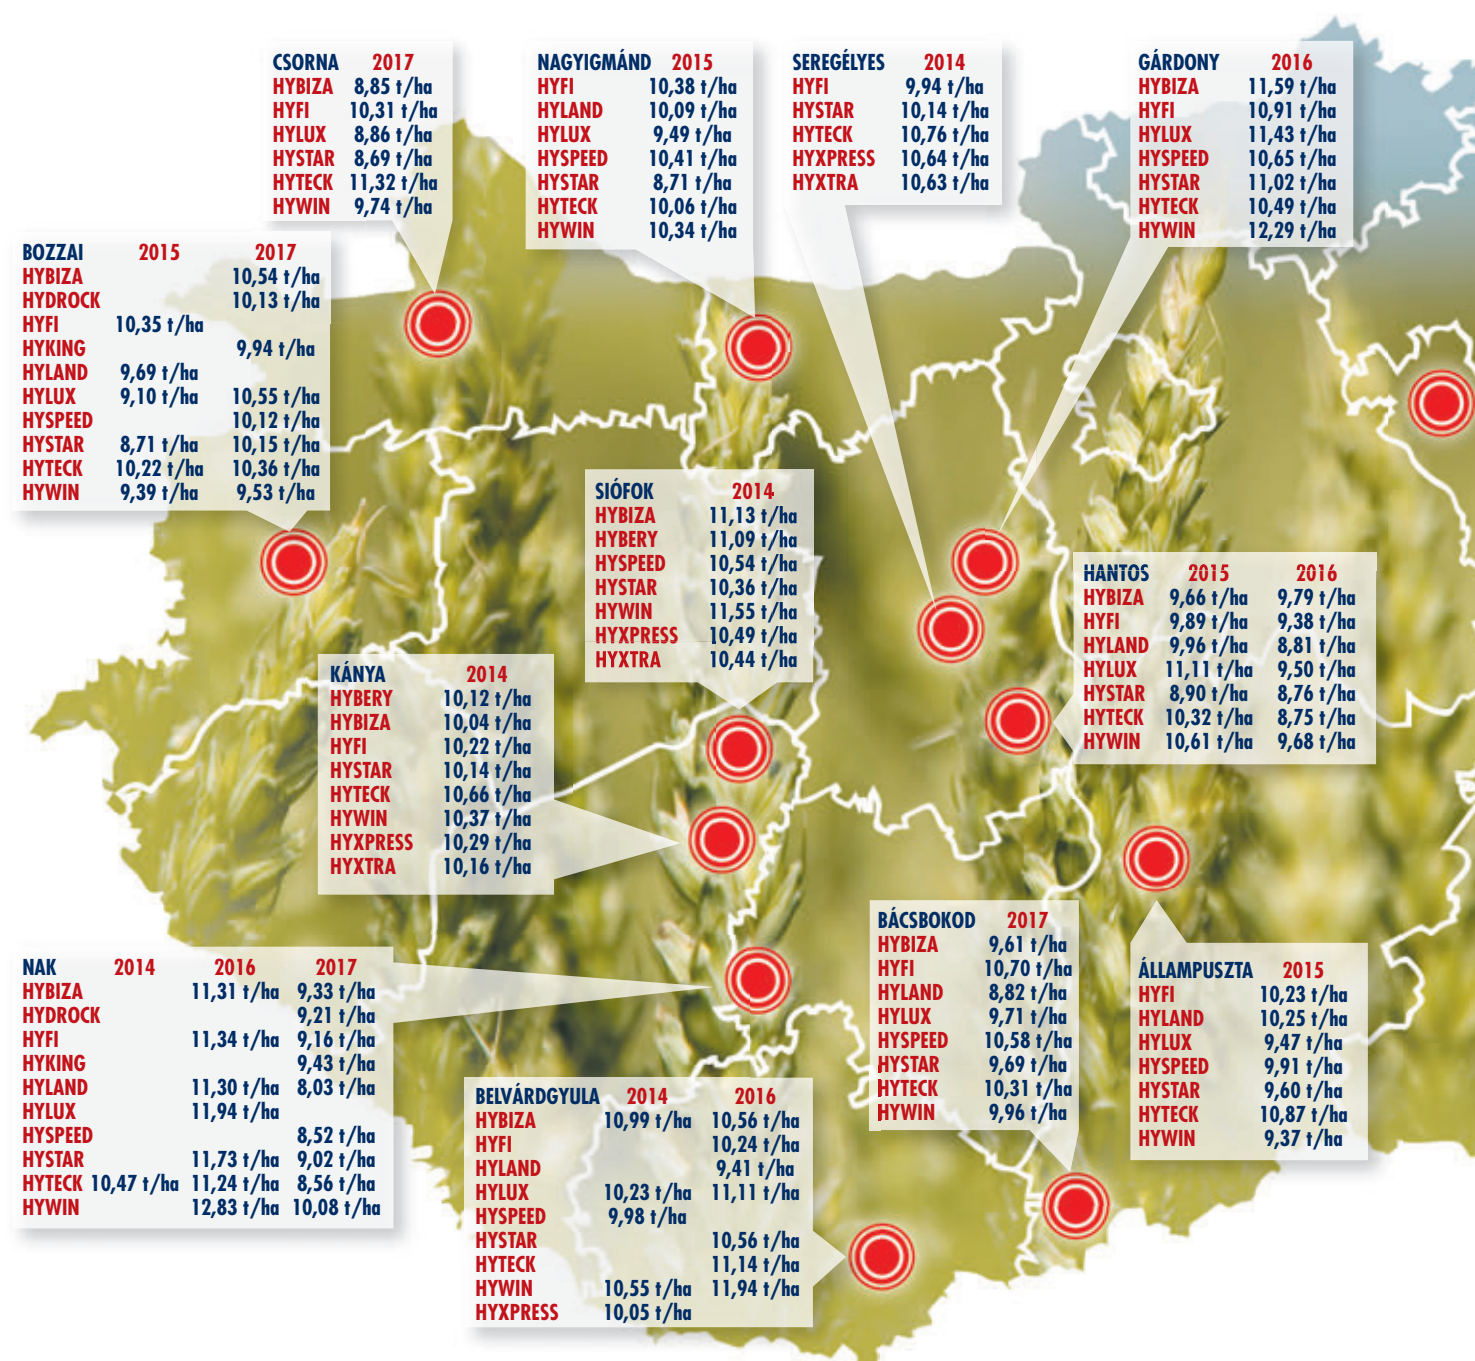 CSORNA 2017
HYBIZA 8,85 t/ha
HYFI 10,31 t/ha
HYLUX 8,86 t/ha
HYSTAR 8,69 t/ha
HYTECK 11,32 t/ha
HYWIN 9,74 t/ha
NAGYIGMÁND 2015
HYFI 10,38 t/ha
HYLAND 10,09 t/ha
HYLUX 9,49 t/ha
HYSPEED 10,41 t/ha
HYSTAR 8,71 t/ha
HYTECK 10,06 t/ha
HYWIN 10,34 t/ha
SEREGÉLYES 2014
HYFI 9,94 t/ha
HYSTAR 10,14 t/ha
HYTECK 10,76 t/ha
HYXPRESS 10,64 t/ha
HYXTRA 10,63 t/ha
GÁRDONY 2016
HYBIZA 11,59 t/ha
HYFI 10,91 t/ha
HYLUX 11,43 t/ha
HYSPEED 10,65 t/ha
HYSTAR 11,02 t/ha
HYTECK 10,49 t/ha
HYWIN 12,29 t/ha
BOZZAI 2015 2017
HYBIZA 10,54 t/ha
HYDROCK 10,13 t/ha
HYFI 10,35 t/ha
HYKING 9,94 t/ha
HYLAND 9,69 t/ha
HYLUX 9,10 t/ha 10,55 t/ha
HYSPEED 10,12 t/ha
HYSTAR 8,71 t/ha 10,15 t/ha
HYTECK 10,22 t/ha 10,36 t/ha
HYWIN 9,39 t/ha 9,53 t/ha
SIÓFOK 2014
HYBIZA 11,13 t/ha
HYBERY 11,09 t/ha
HYSPEED 10,54 t/ha
HYSTAR 10,36 t/ha
HYWIN 11,55 t/ha
HYXPRESS 10,49 t/ha
HYXTRA 10,44 t/ha
HANTOS 2015 2016
HYBIZA 9,66 t/ha 9,79 t/ha
HYFI 9,89 t/ha 9,38 t/ha
HYLAND 9,96 t/ha 8,81 t/ha
HYLUX 11,11 t/ha 9,50 t/ha
HYSTAR 8,90 t/ha 8,76 t/ha
HYTECK 10,32 t/ha 8,75 t/ha
HYWIN 10,61 t/ha 9,68 t/ha
KÁNYA 2014
HYBERY 10,12 t/ha
HYBIZA 10,04 t/ha
HYFI 10,22 t/ha
HYSTAR 10,14 t/ha
HYTECK 10,66 t/ha
HYWIN 10,37 t/ha
HYXPRESS 10,29 t/ha
HYXTRA 10,16 t/ha
NAK 2014 2016 2017
HYBIZA 11,31 t/ha 9,33 t/ha
HYDROCK 9,21 t/ha
HYFI 11,34 t/ha 9,16 t/ha
HYKING 9,43 t/ha
HYLAND 11,30 t/ha 8,03 t/ha
HYLUX 11,94 t/ha
HYSPEED 8,52 t/ha
HYSTAR 11,73 t/ha 9,02 t/ha
HYTECK 10,47 t/ha 11,24 t/ha 8,56 t/ha
HYWIN 12,83 t/ha 10,08 t/ha
BÁCSBOKOD 2017
HYBIZA 9,61 t/ha
HYFI 10,70 t/ha
HYLAND 8,82 t/ha
HYLUX 9,71 t/ha
HYSPEED 10,58 t/ha
HYSTAR 9,69 t/ha
HYTECK 10,31 t/ha
HYWIN 9,96 t/ha
ÁLLAMPUSZTA 2015
HYFI 10,23 t/ha
HYLAND 10,25 t/ha
HYLUX 9,47 t/ha
HYSPEED 9,91 t/ha
HYSTAR 9,60 t/ha
HYTECK 10,87 t/ha
HYWIN 9,37 t/ha
BELVÁRDGYULA 2014 2016
HYBIZA 10,99 t/ha 10,56 t/ha
HYFI 10,24 t/ha
HYLAND 9,41 t/ha
HYLUX 10,23 t/ha 11,11 t/ha
HYSPEED 9,98 t/ha
HYSTAR 10,56 t/ha
HYTECK 11,14 t/ha
HYWIN 10,55 t/ha 11,94 t/ha
HYXPRESS 10,05 t/ha